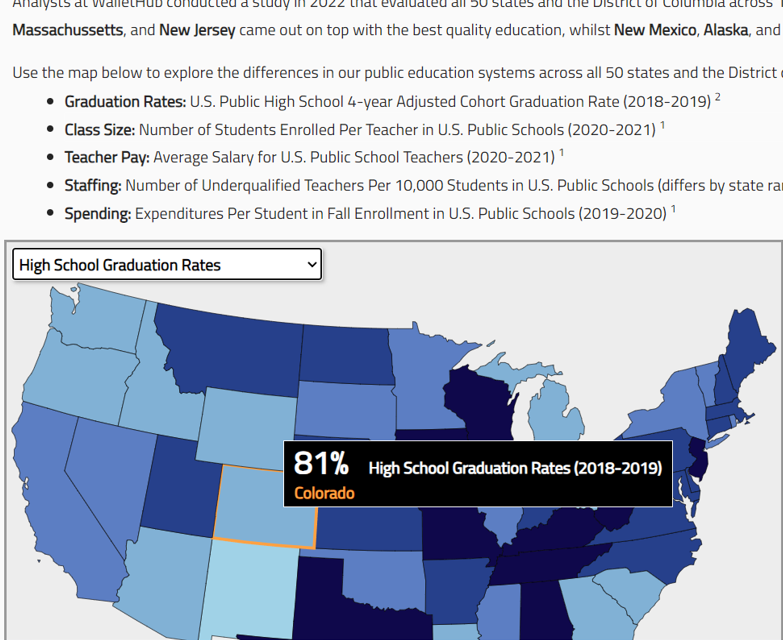 Analysts at WalletHub conducted a study in 2022 that evaluated all 50 states and the District of Columbia across
Massachussetts, and New Jersey came out on top with the best quality education, whilst New Mexico, Alaska, and
Use the map below to explore the differences in our public education systems across all 50 states and the District
• Graduation Rates: U.S. Public High School 4-year Adjusted Cohort Graduation Rate (2018-2019) 2
• Class Size: Number of Students Enrolled Per Teacher in U.S. Public Schools (2020-2021) 1
• Teacher Pay: Average Salary for U.S. Public School Teachers (2020-2021) 1
• Staffing: Number of Underqualified Teachers Per 10,000 Students in U.S. Public Schools (differs by state
• Spending: Expenditures Per Student in Fall Enrollment in U.S. Public Schools (2019-2020) 1
High School Graduation Rates
81% High School Graduation Rates (2018-2019)
Colorado